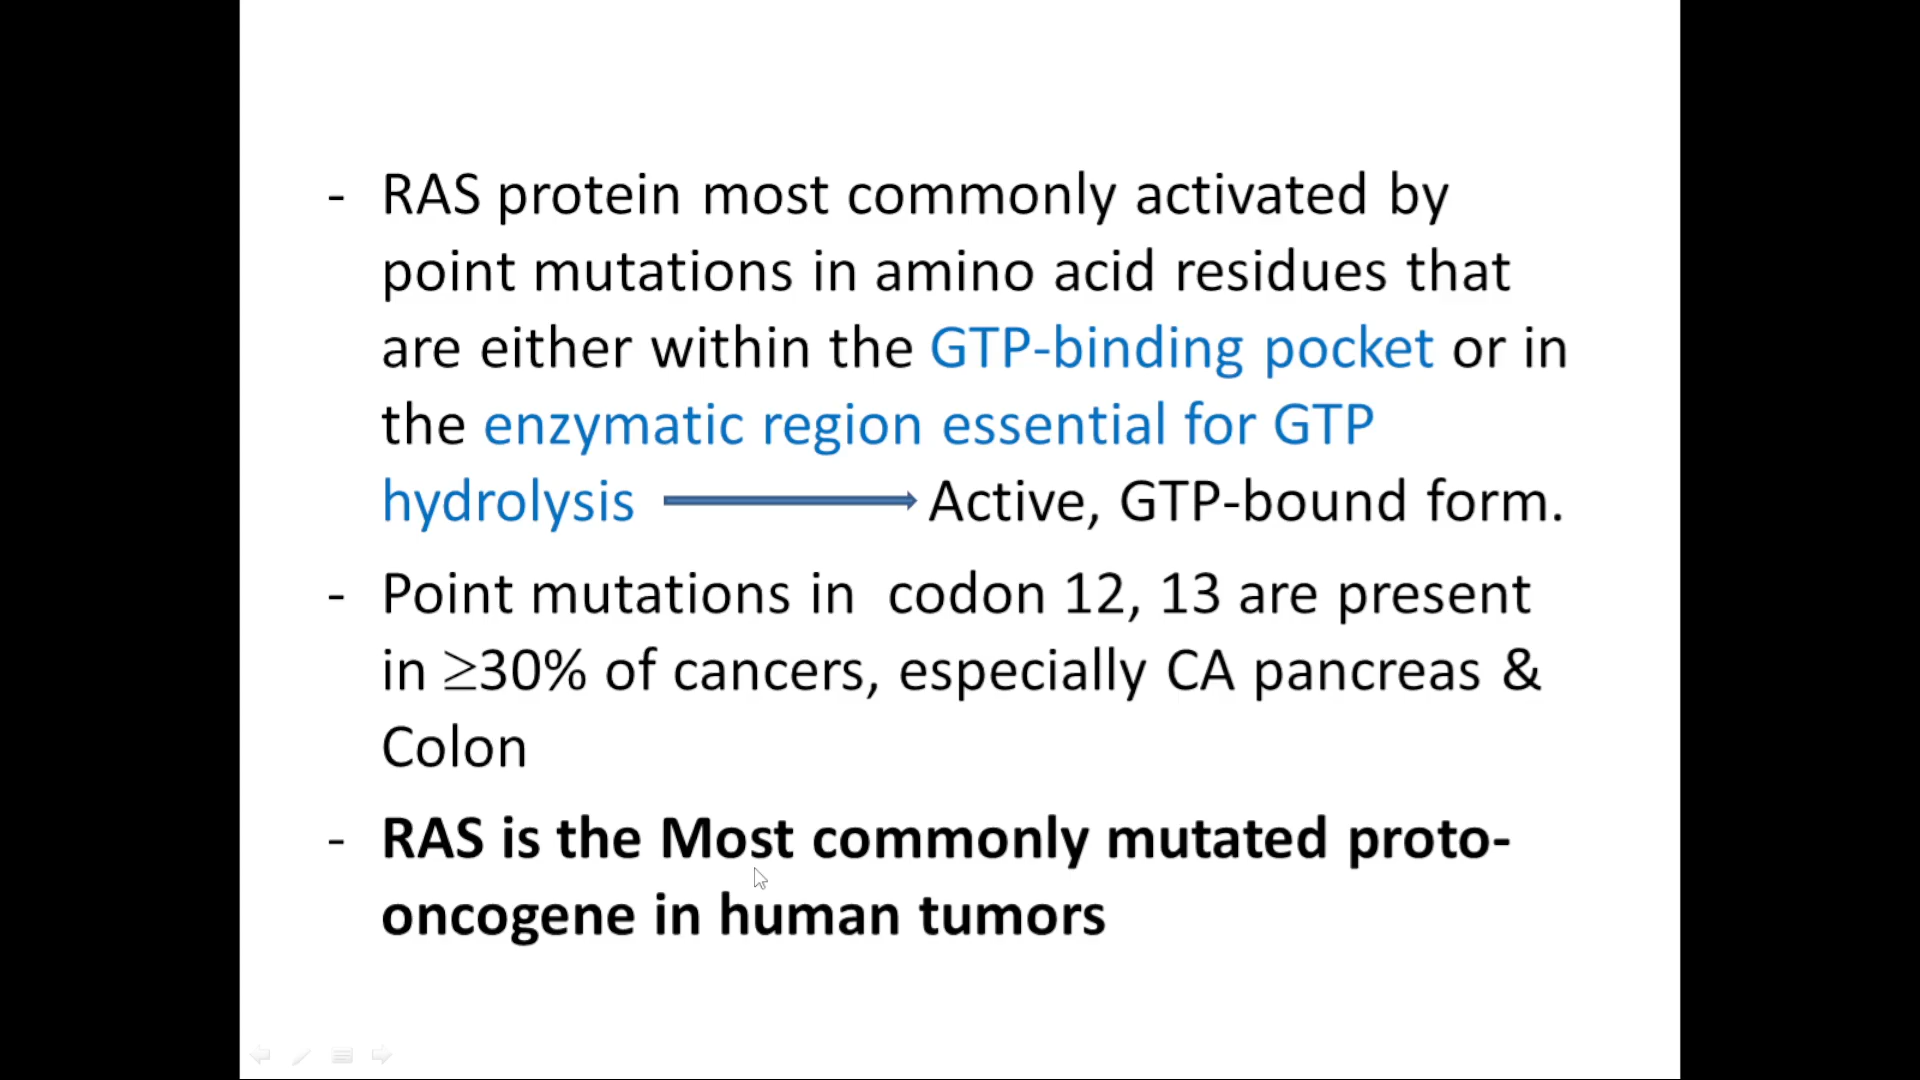 - RAS protein most commonly activated by
point mutations in amino acid residues that
are either within the GTP-binding pocket or in
the enzymatic region essential for GTP
hydrolysis → Active, GTP-bound form.
- Point mutations in  codon 12, 13 are present
in ≥30% of cancers, especially CA pancreas &
Colon
- RAS is the Most commonly mutated proto-
oncogene in human tumors